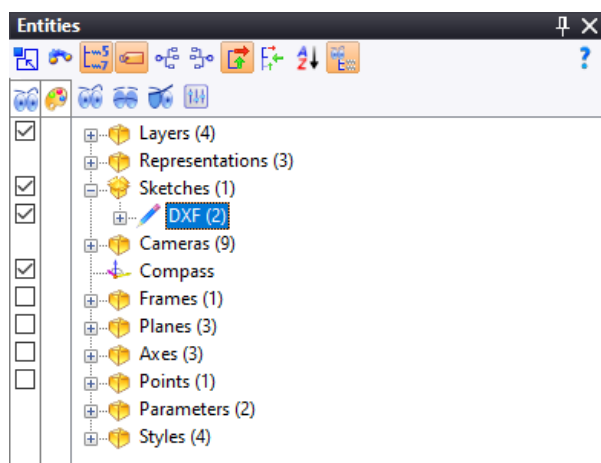 Entities
Layers (4)
Representations (3)
Sketches (1)
DXF (2)
Cameras (9)
Compass
Frames (1)
Planes (3)
Axes (3)
Points (1)
Parameters (2)
Styles (4)